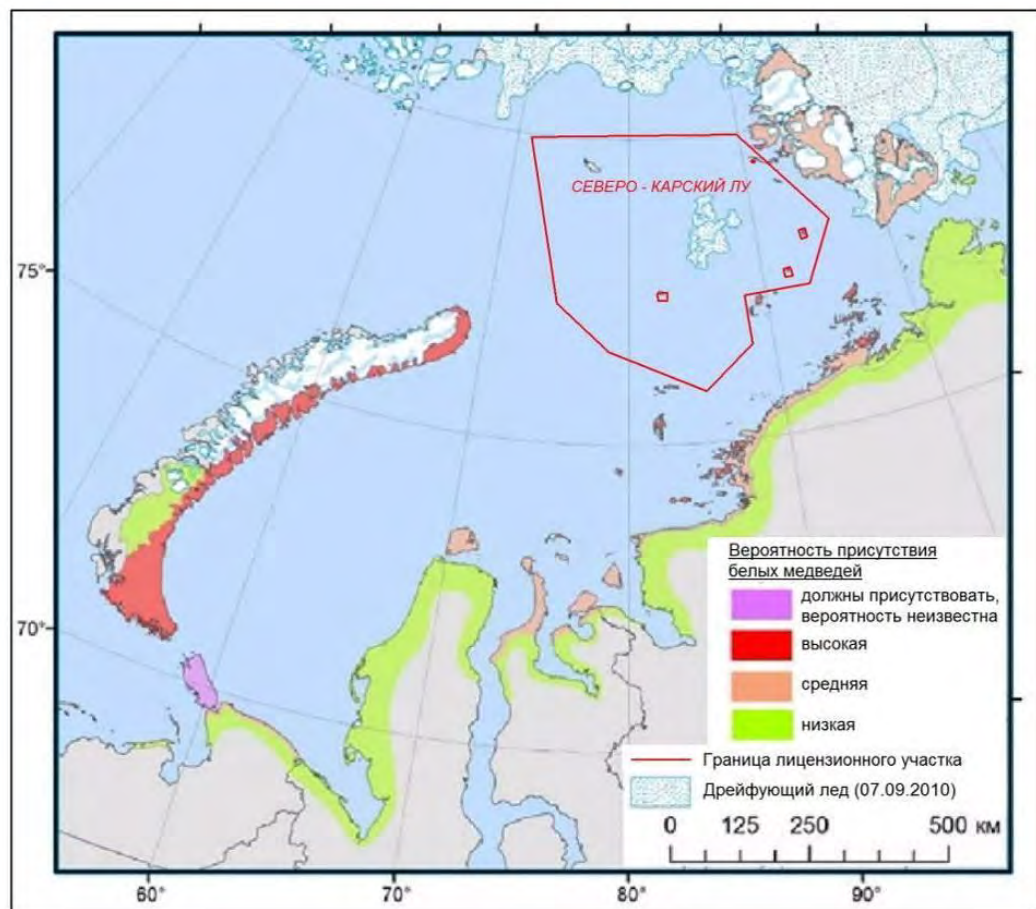 СЕВЕРО - КАРСКИЙ ЛУ
75°
70°
Вероятность присутствия
белых медведей
должны присутствовать,
вероятность неизвестна
высокая
средняя
низкая
Граница лицензионного участка
Дрейфующий лед (07.09.2010)
0 125 250 500 км
60° 70° 80° 90°